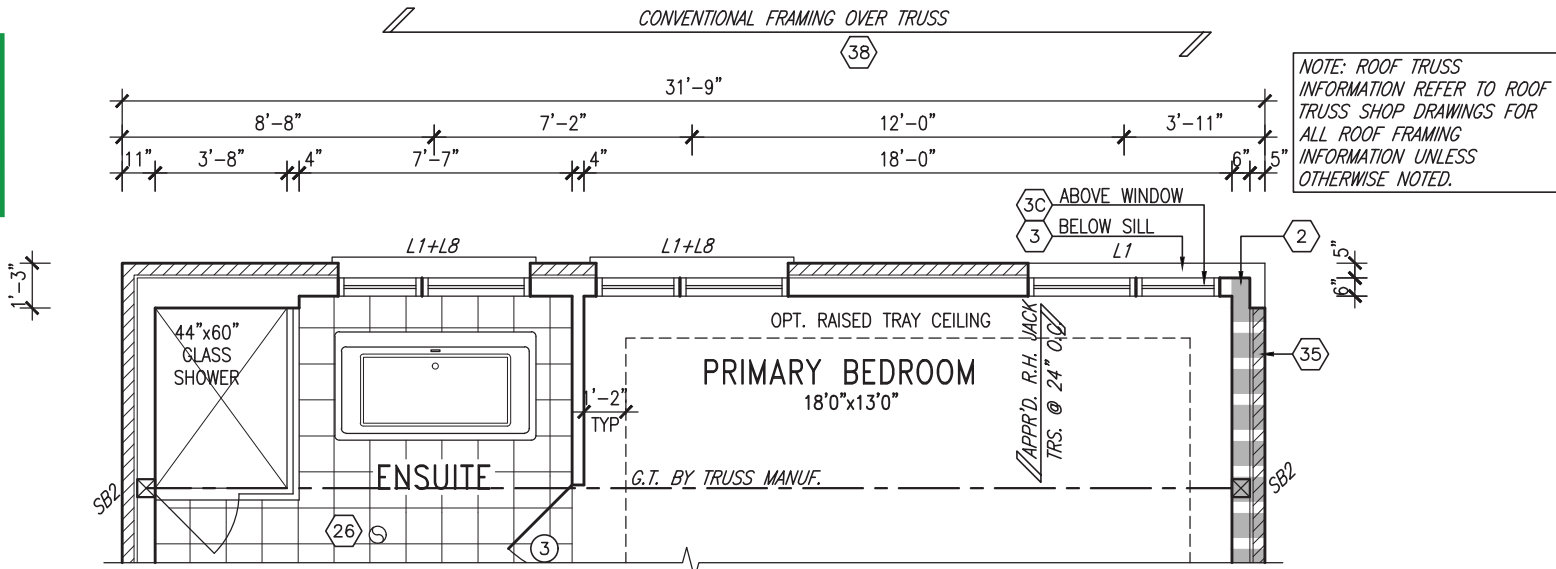 CONVENTIONAL FRAMING OVER TRUSS
38
NOTE: ROOF TRUSS
INFORMATION REFER TO ROOF
TRUSS SHOP DRAWINGS FOR
ALL ROOF FRAMING
INFORMATION UNLESS
OTHERWISE NOTED.
31'-9"
8'-8" 7'-2" 12'-0" 3'-11"
11" 3'-8" 4" 7'-7" 4" 18'-0" 6" 5"
3C ABOVE WINDOW
3 BELOW SILL
2
L1+L8 L1+L8 L1
1'-3"
5"
6"
OPT. RAISED TRAY CEILING
44"x60"
GLASS
SHOWER
PRIMARY BEDROOM
18'0"x13'0"
APPR'D. R.H. JACK
TRS. @ 24" O.C.
35
1'-2"
TYP
ENSUITE
G.T. BY TRUSS MANUF.
SB2
SB2
26
3